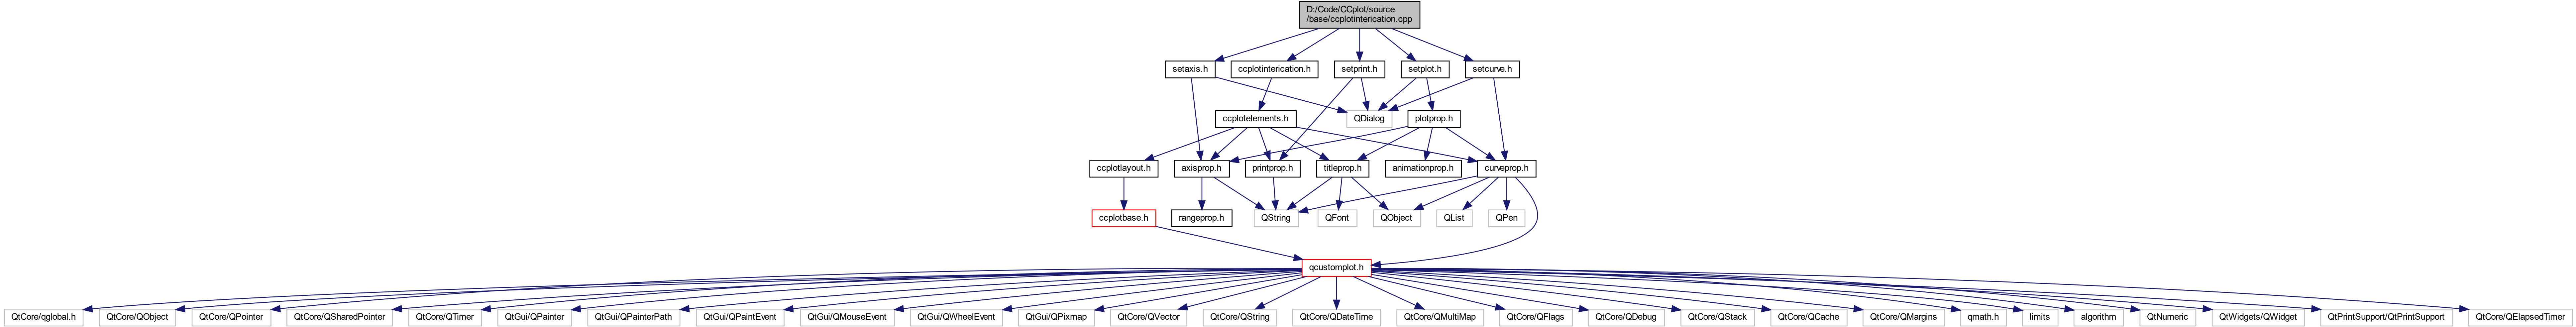 D:/Code/CCplot/source
/base/ccplotinterication.cpp
setaxis.h
ccplotinterication.h
setprint.h
setplot.h
setcurve.h
ccplotelements.h
QDialog
plotprop.h
ccplotlayout.h
axisprop.h
printprop.h
titleprop.h
animationprop.h
curveprop.h
ccplotbase.h
rangeprop.h
QString
QFont
QObject
QList
QPen
qcustomplot.h
QtCore/qglobal.h
QtCore/QObject
QtCore/QPointer
QtCore/QSharedPointer
QtCore/QTimer
QtGui/QPainter
QtGui/QPainterPath
QtGui/QPaintEvent
QtGui/QMouseEvent
QtGui/QWheelEvent
QtGui/QPixmap
QtCore/QVector
QtCore/QString
QtCore/QDateTime
QtCore/QMultiMap
QtCore/QFlags
QtCore/QDebug
QtCore/QStack
QtCore/QCache
QtCore/QMargins
qmath.h
limits
algorithm
QtNumeric
QtWidgets/QWidget
QtPrintSupport/QtPrintSupport
QtCore/QElapsedTimer